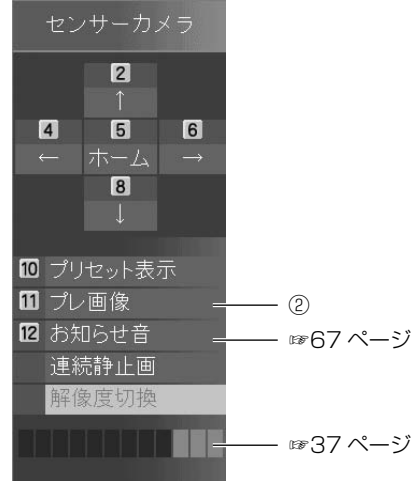 センサーカメラ
2
↑
4 5 6
← ホーム →
8
↓
10 プリセット表示
11 プレ画像 ②
12 お知らせ音 ☞67 ページ
連続静止画
解像度切換
☞37 ページ